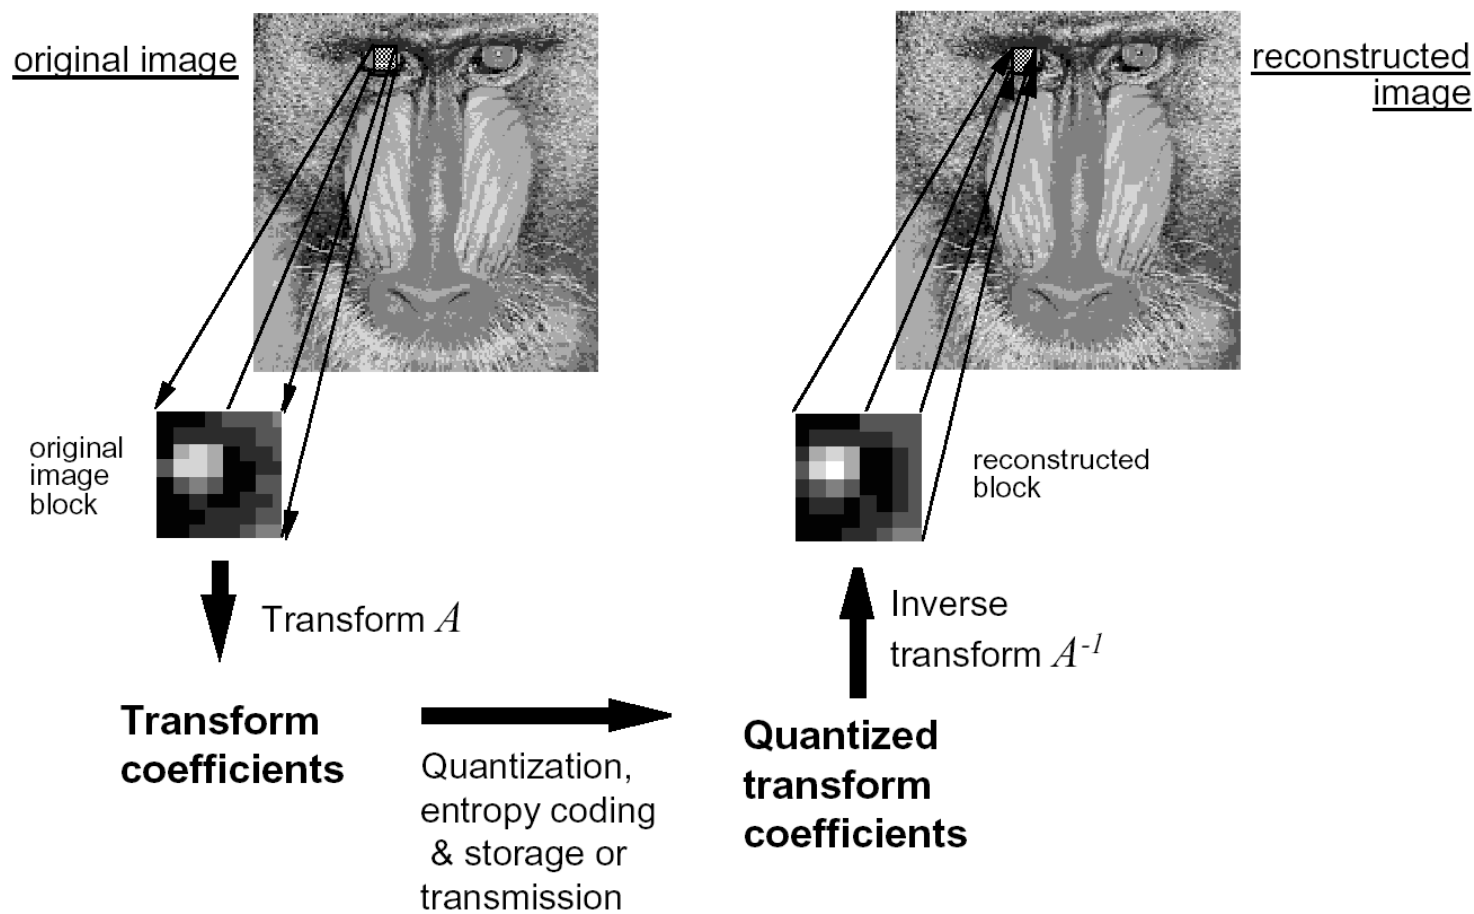 original image
reconstructed
image
original
image
block
reconstructed
block
Transform A
Inverse
transform A⁻¹
Transform
coefficients
Quantization,
entropy coding
& storage or
transmission
Quantized
transform
coefficients